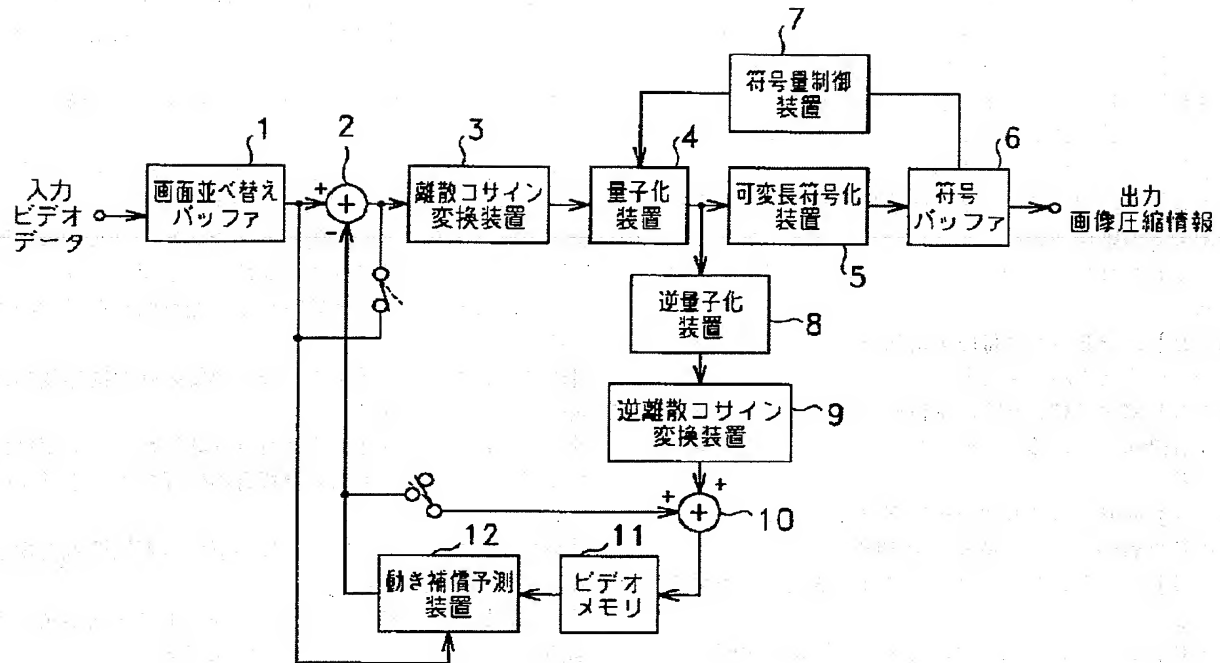 7
符号量制御
装置
1
2
3
4
6
入力
ビデオ
データ
画面並べ替え
バッファ
+
+
-
離散コサイン
変換装置
量子化
装置
可変長符号化
装置
5
符号
バッファ
出力
画像圧縮情報
逆量子化
装置
8
逆離散コサイン
変換装置
9
+
+
+
10
12
動き補償予測
装置
11
ビデオ
メモリ